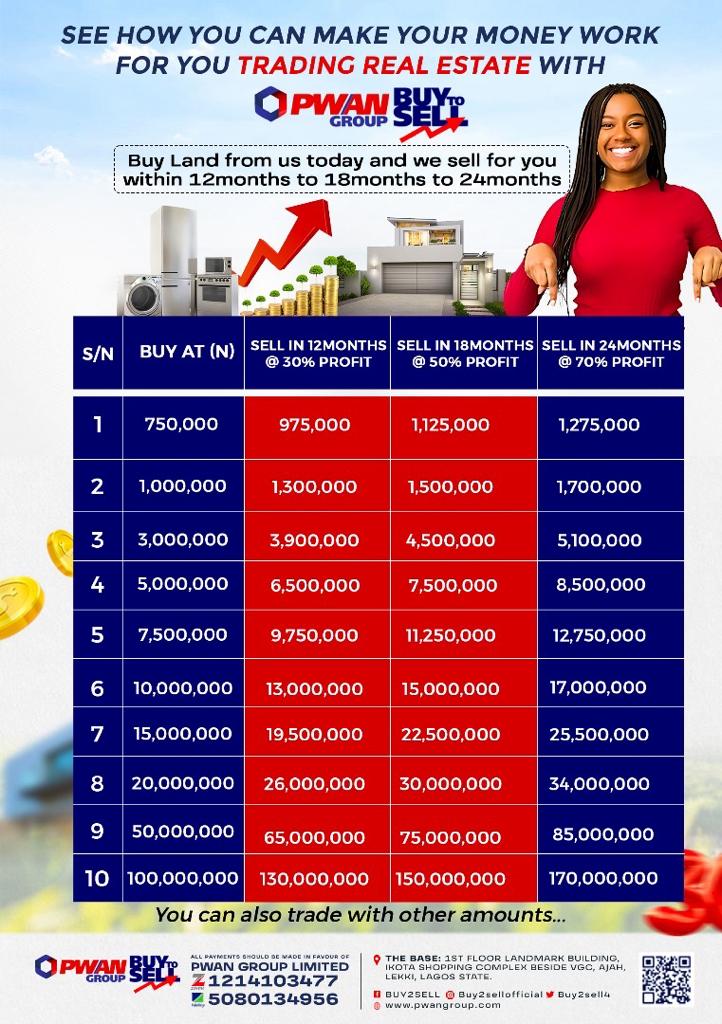 SEE HOW YOU CAN MAKE YOUR MONEY WORK
FOR YOU TRADING REAL ESTATE WITH
PWAN GROUP BUY TO SELL
Buy Land from us today and we sell for you
within 12months to 18months to 24months
S/N BUY AT (N) SELL IN 12MONTHS @ 30% PROFIT SELL IN 18MONTHS @ 50% PROFIT SELL IN 24MONTHS @ 70% PROFIT
1 750,000 975,000 1,125,000 1,275,000
2 1,000,000 1,300,000 1,500,000 1,700,000
3 3,000,000 3,900,000 4,500,000 5,100,000
4 5,000,000 6,500,000 7,500,000 8,500,000
5 7,500,000 9,750,000 11,250,000 12,750,000
6 10,000,000 13,000,000 15,000,000 17,000,000
7 15,000,000 19,500,000 22,500,000 25,500,000
8 20,000,000 26,000,000 30,000,000 34,000,000
9 50,000,000 65,000,000 75,000,000 85,000,000
10 100,000,000 130,000,000 150,000,000 170,000,000
You can also trade with other amounts...
PWAN GROUP BUY TO SELL
ALL PAYMENTS SHOULD BE MADE IN FAVOUR OF
PWAN GROUP LIMITED
1214103477
5080134956
THE BASE: 1ST FLOOR LANDMARK BUILDING,
IKOTA SHOPPING COMPLEX BESIDE VGC, AJAH,
LEKKI, LAGOS STATE.
BUY2SELL Buy2sellofficial Buy2sell4
www.pwangroup.com